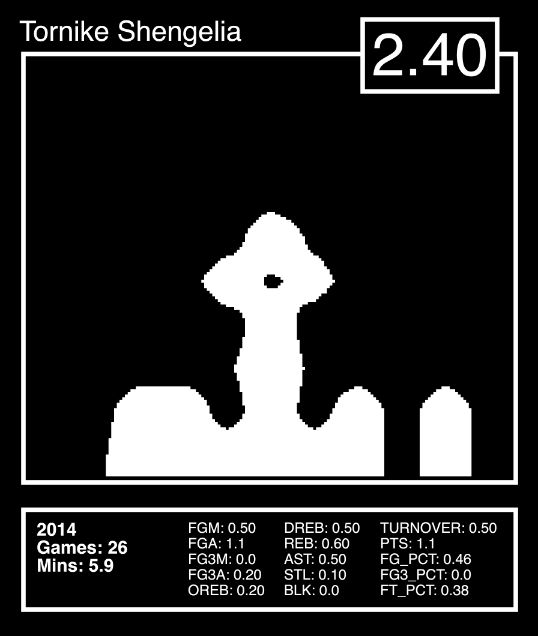 Tornike Shengelia
2.40
2014
Games: 26
Mins: 5.9
FGM: 0.50
FGA: 1.1
FG3M: 0.0
FG3A: 0.20
OREB: 0.20
DREB: 0.50
REB: 0.60
AST: 0.50
STL: 0.10
BLK: 0.0
TURNOVER: 0.50
PTS: 1.1
FG_PCT: 0.46
FG3_PCT: 0.0
FT_PCT: 0.38